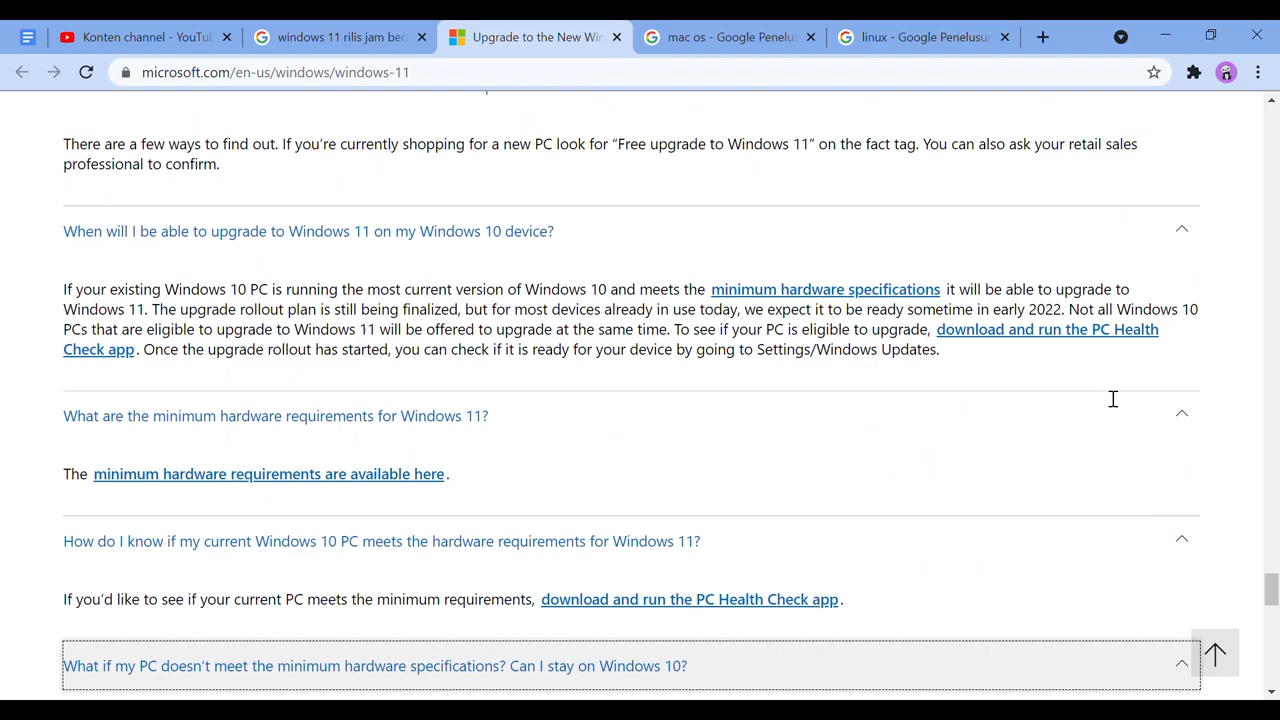 Konten channel - YouTu
windows 11 rilis jam ber
Upgrade to the New Win
mac os - Google Penelus
linux - Google Penelusur
microsoft.com/en-us/windows/windows-11
There are a few ways to find out. If you're currently shopping for a new PC look for “Free upgrade to Windows 11” on the fact tag. You can also ask your retail sales
professional to confirm.
When will I be able to upgrade to Windows 11 on my Windows 10 device?
If your existing Windows 10 PC is running the most current version of Windows 10 and meets the minimum hardware specifications it will be able to upgrade to
Windows 11. The upgrade rollout plan is still being finalized, but for most devices already in use today, we expect it to be ready sometime in early 2022. Not all Windows 10
PCs that are eligible to upgrade to Windows 11 will be offered to upgrade at the same time. To see if your PC is eligible to upgrade, download and run the PC Health
Check app. Once the upgrade rollout has started, you can check if it is ready for your device by going to Settings/Windows Updates.
What are the minimum hardware requirements for Windows 11?
The minimum hardware requirements are available here.
How do I know if my current Windows 10 PC meets the hardware requirements for Windows 11?
If you'd like to see if your current PC meets the minimum requirements, download and run the PC Health Check app.
What if my PC doesn't meet the minimum hardware specifications? Can I stay on Windows 10?